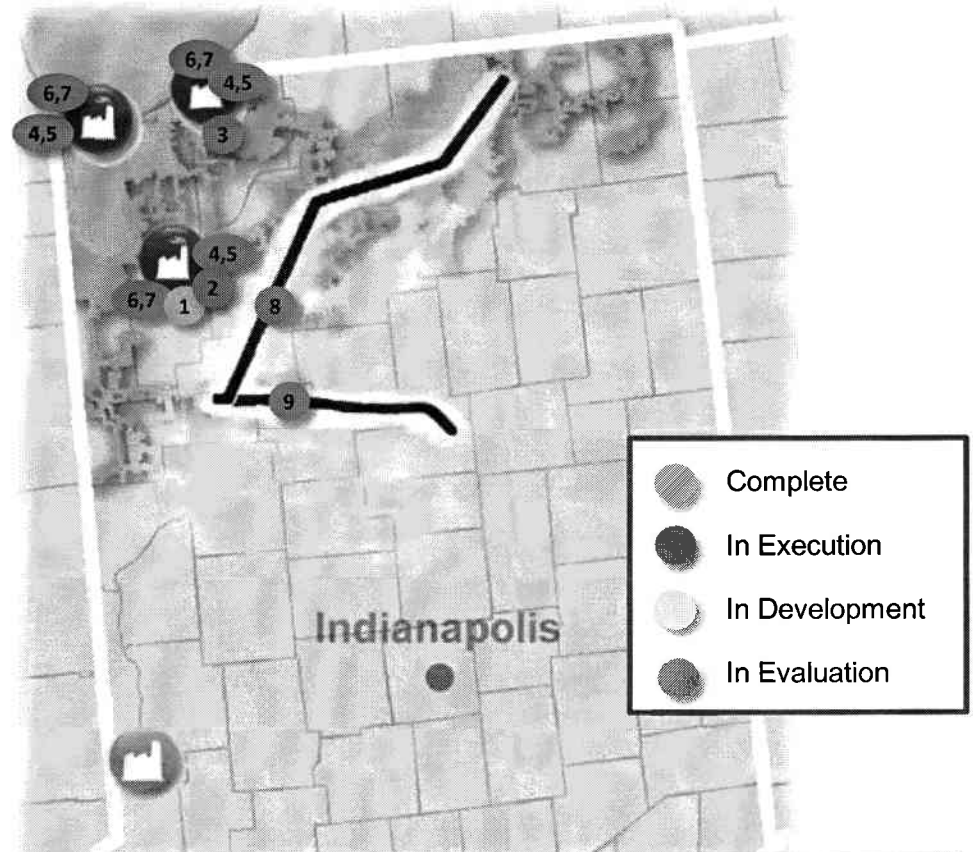 6,7
4,5
3
6,7
4,5
4,5
6,7
1
2
8
9
Complete
In Execution
In Development
In Evaluation
Indianapolis